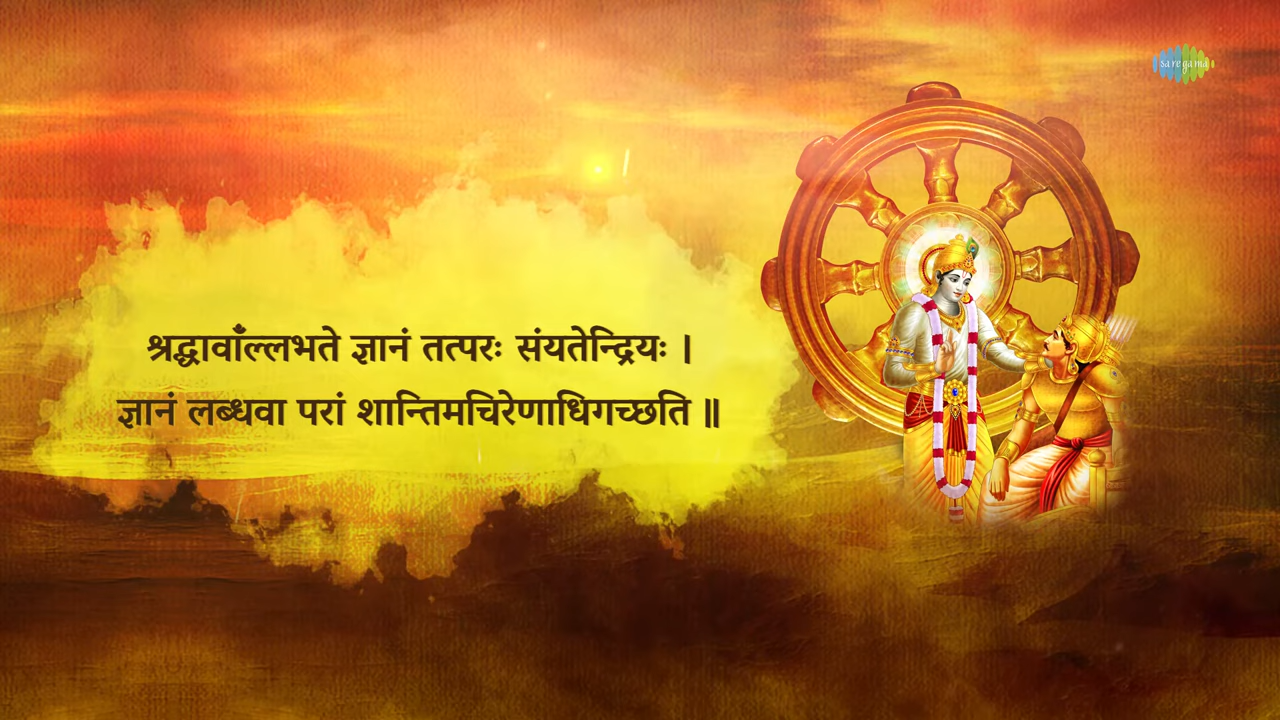 saregama
श्रद्धावाँल्लभते ज्ञानं तत्परः संयतेन्द्रियः ।
ज्ञानं लब्धवा परां शान्तिमचिरेणाधिगच्छति ॥